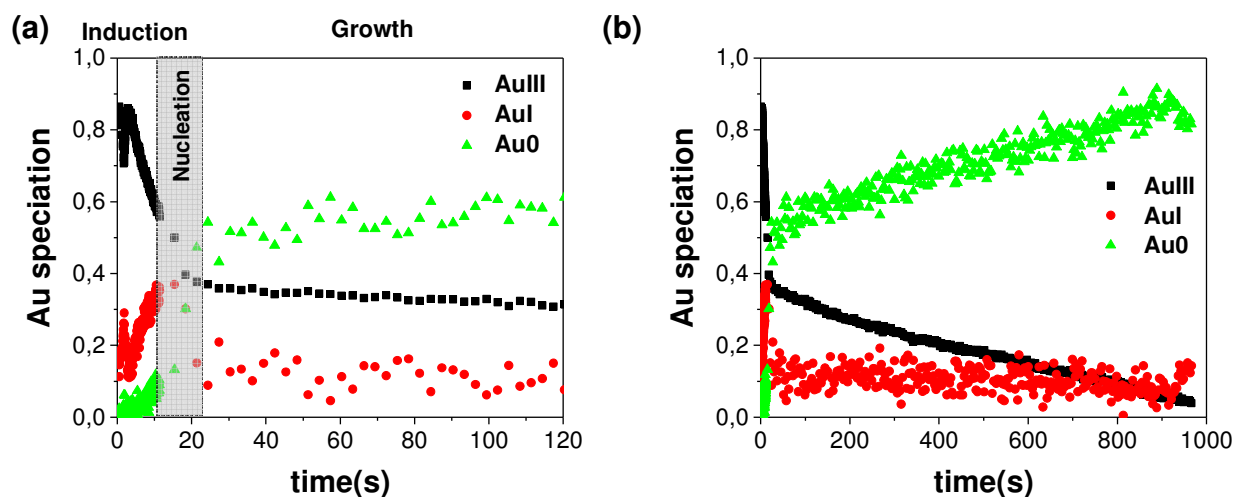 (a)
Induction
Growth
Nucleation
AuIII
AuI
Au0
1,0
0,8
0,6
0,4
0,2
0,0
Au speciation
0 20 40 60 80 100 120
time(s)
(b)
AuIII
AuI
Au0
1,0
0,8
0,6
0,4
0,2
0,0
Au speciation
0 200 400 600 800 1000
time(s)